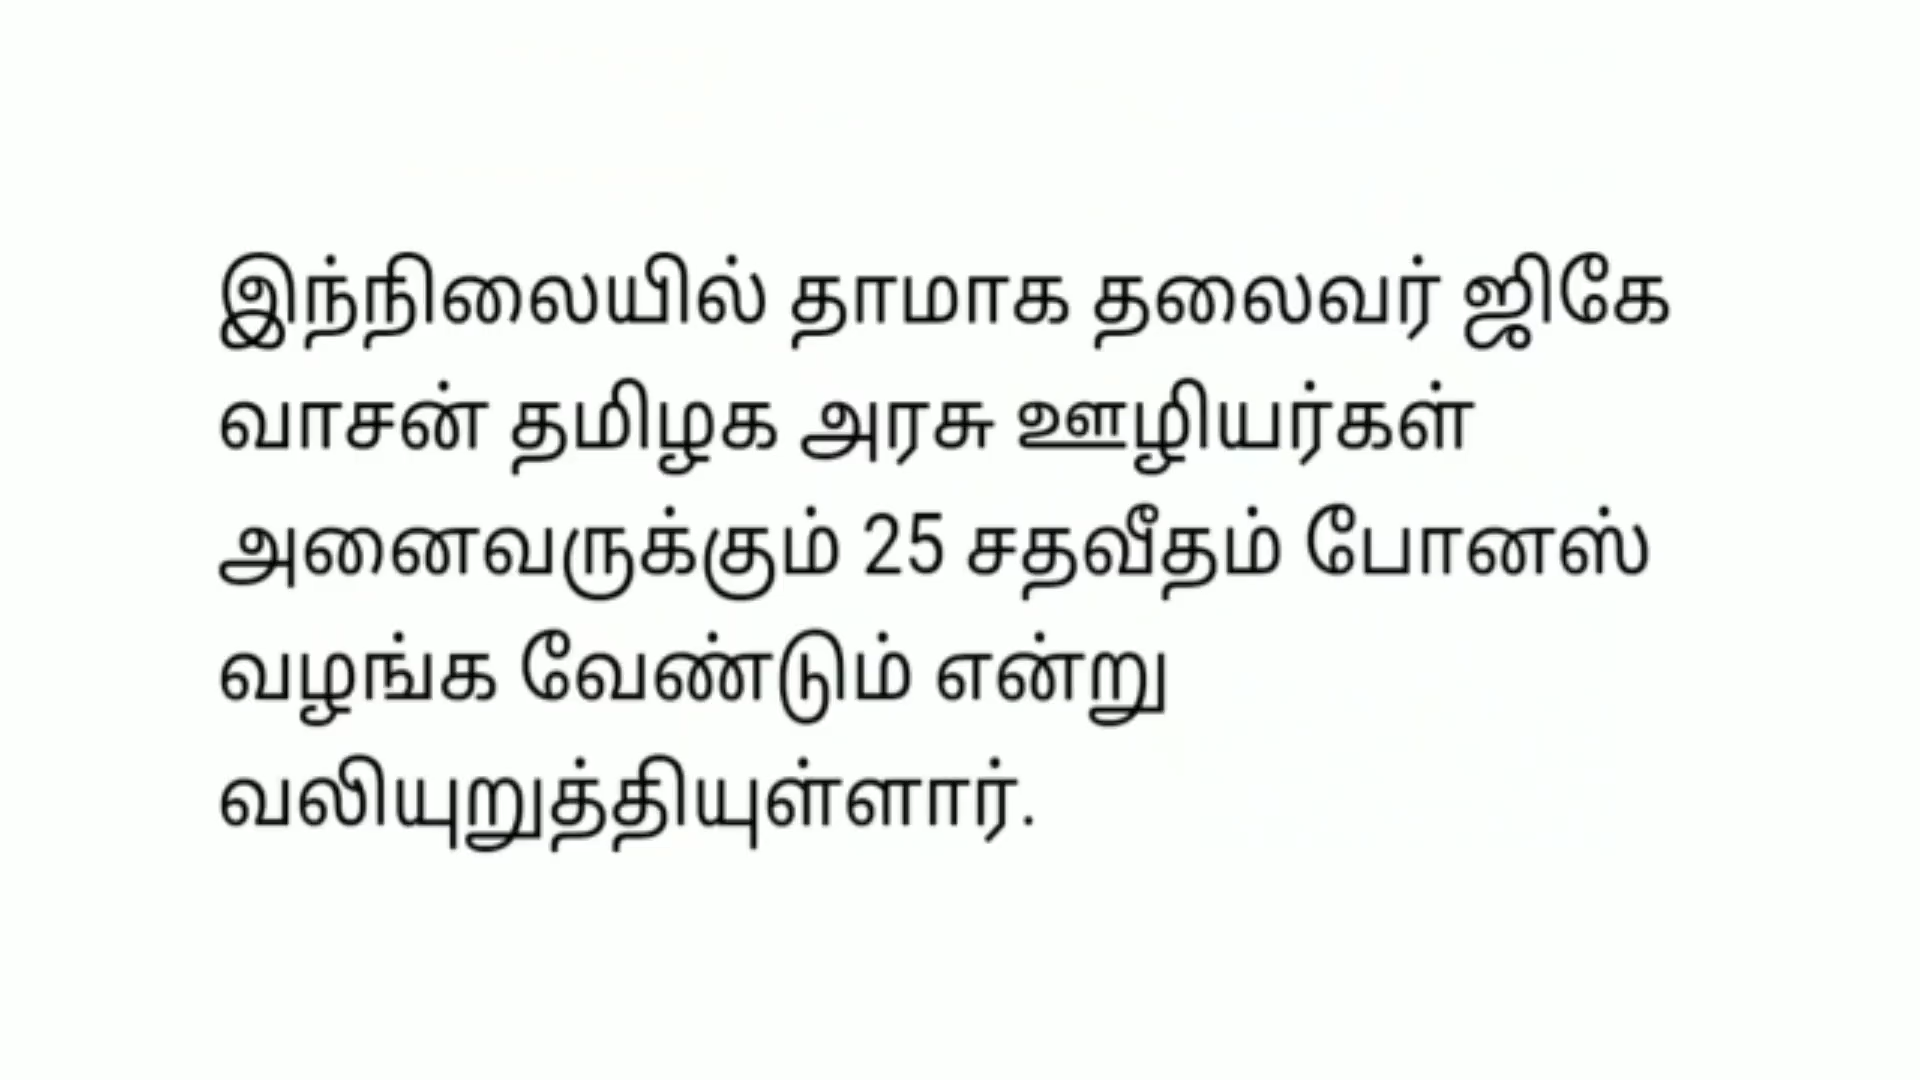 இந்நிலையில் தாமாக தலைவர் ஜிகே
வாசன் தமிழக அரசு ஊழியர்கள்
அனைவருக்கும் 25 சதவீதம் போனஸ்
வழங்க வேண்டும் என்று
வலியுறுத்தியுள்ளார்.